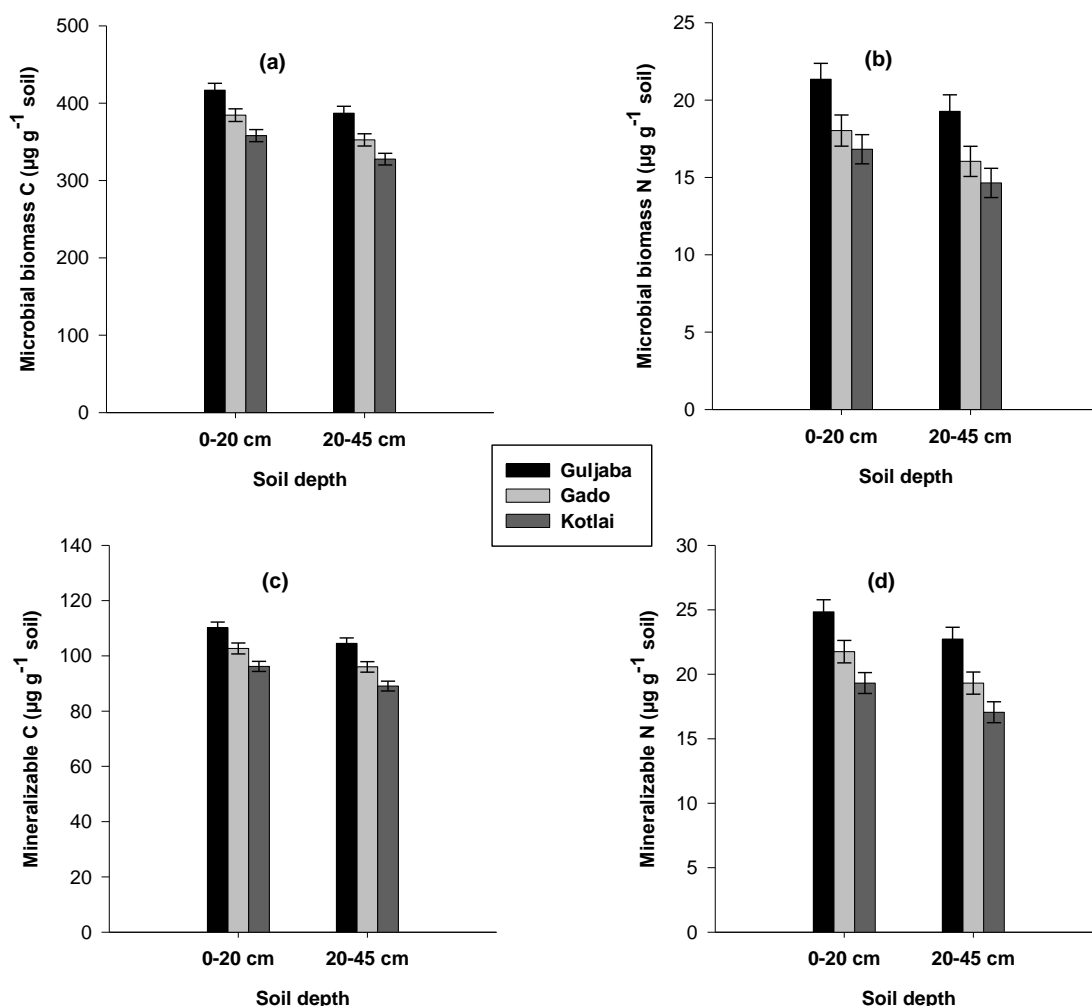 (a)
Microbial biomass C (µg g-1 soil)
500
400
300
200
100
0
0-20 cm 20-45 cm
Soil depth
(b)
Microbial biomass N (µg g-1 soil)
25
20
15
10
5
0
0-20 cm 20-45 cm
Soil depth
Guljaba
Gado
Kotlai
(c)
Mineralizable C (µg g-1 soil)
140
120
100
80
60
40
20
0
0-20 cm 20-45 cm
Soil depth
(d)
Mineralizable N (µg g-1 soil)
30
25
20
15
10
5
0
0-20 cm 20-45 cm
Soil depth